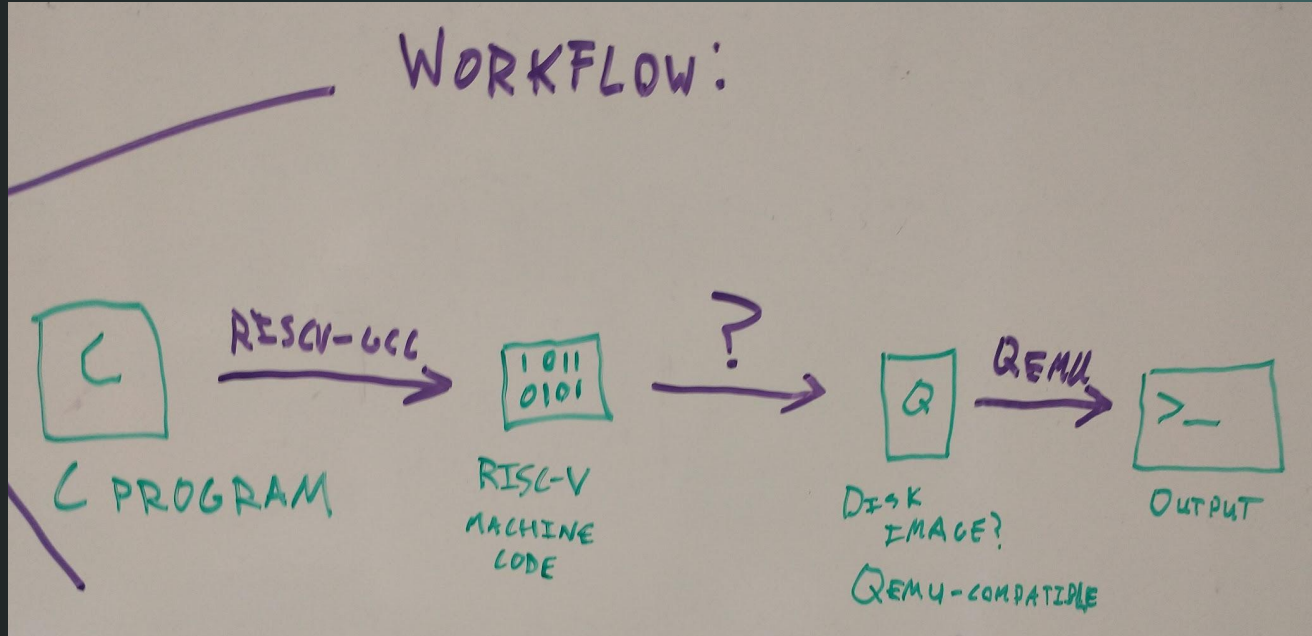 WORKFLOW:
C
RISCV-GCC
1011
0101
?
Q
QEMU
>_
C PROGRAM
RISC-V
MACHINE
CODE
DISK
IMAGE?
QEMU-COMPATIBLE
OUTPUT